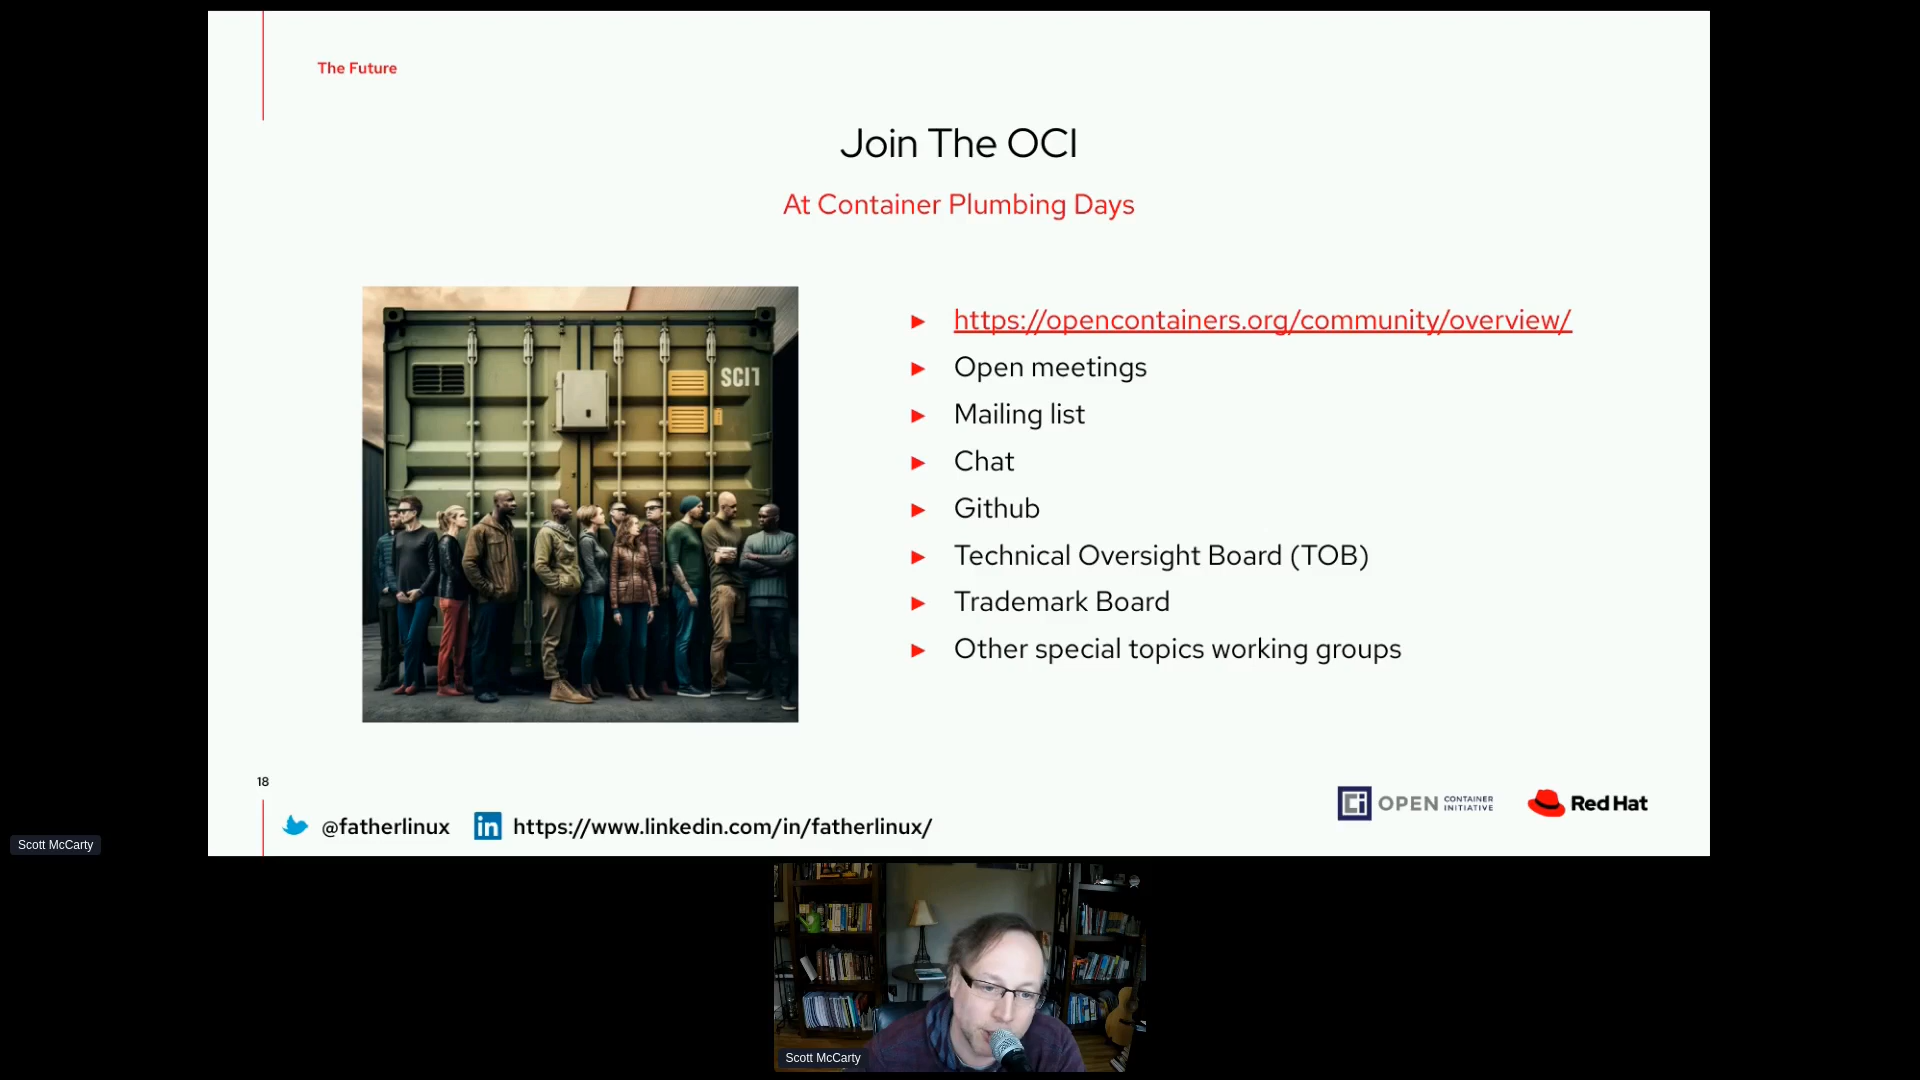 The Future
Join The OCI
At Container Plumbing Days
SCI1
https://opencontainers.org/community/overview/
Open meetings
Mailing list
Chat
Github
Technical Oversight Board (TOB)
Trademark Board
Other special topics working groups
18
@fatherlinux
in
https://www.linkedin.com/in/fatherlinux/
Ci OPEN CONTAINER INITIATIVE
Red Hat
Scott McCarty
Scott McCarty